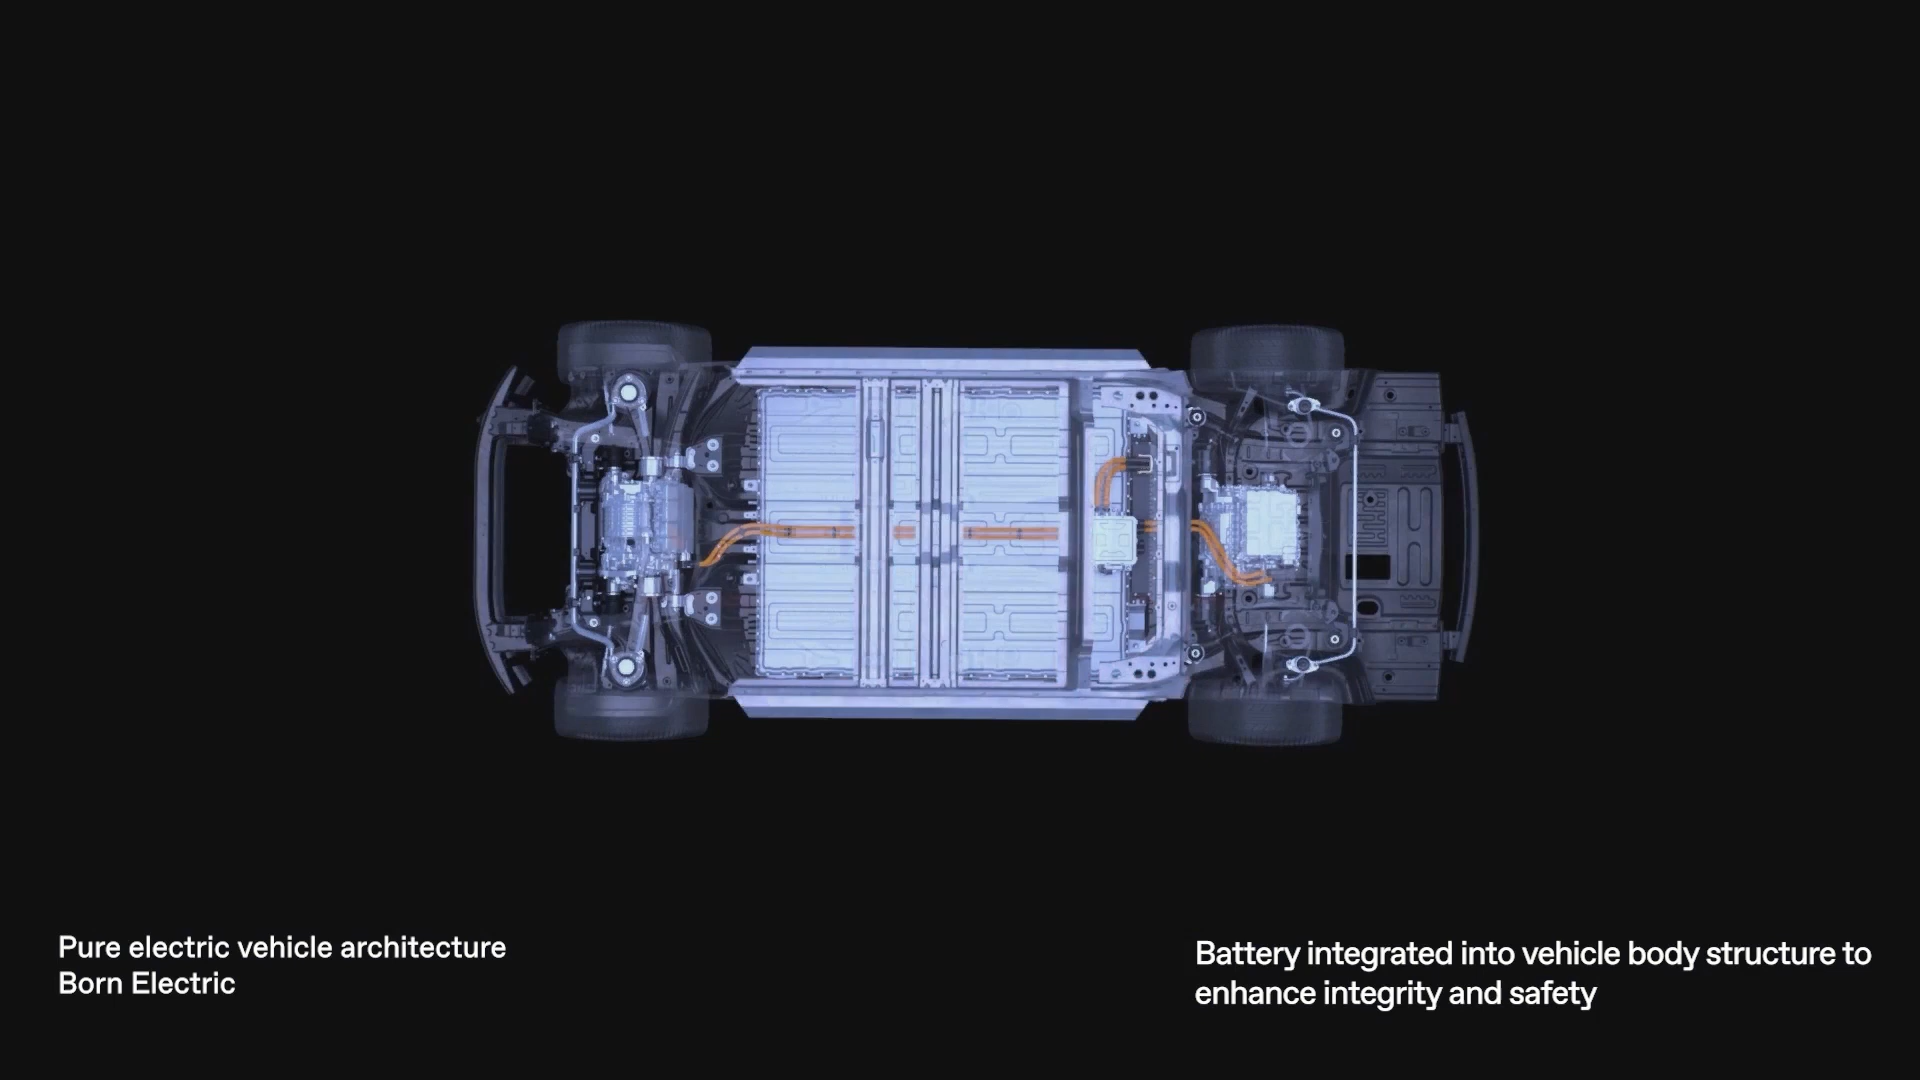 Pure electric vehicle architecture
Born Electric
Battery integrated into vehicle body structure to
enhance integrity and safety